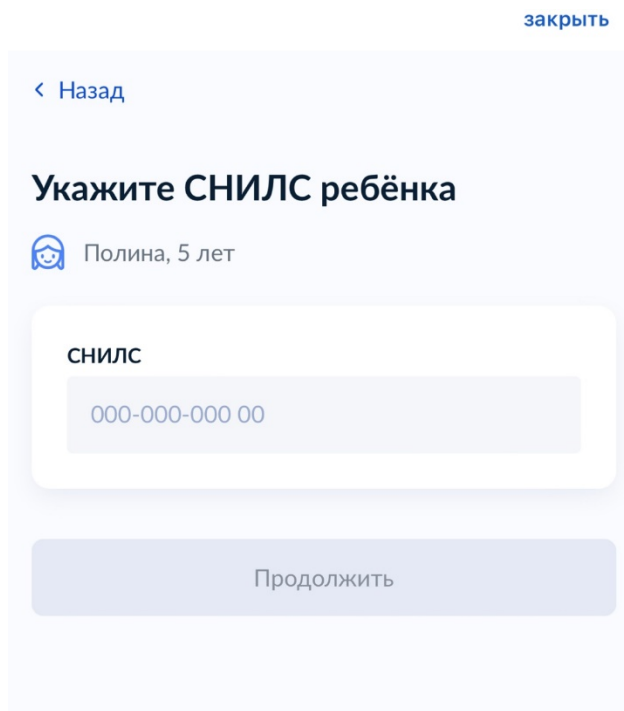 закрыть
Назад
Укажите СНИЛС ребёнка
Полина, 5 лет
СНИЛС
000-000-000 00
Продолжить